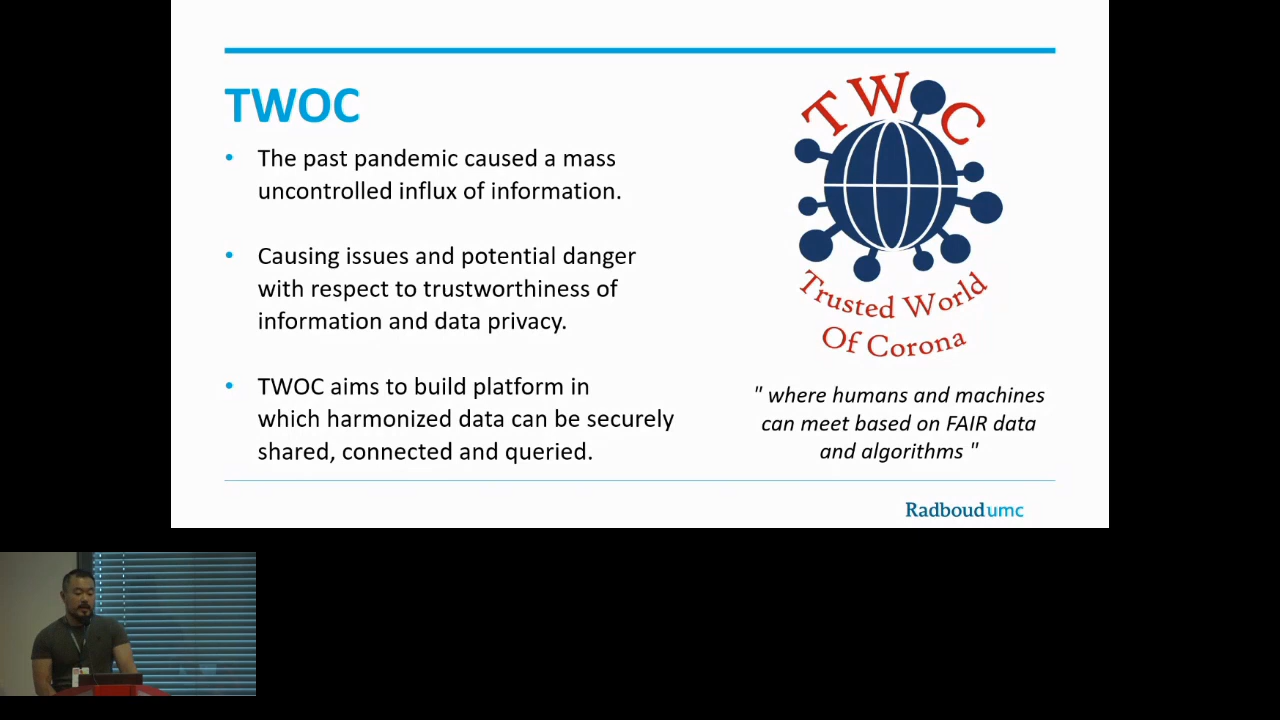 TWOC
• The past pandemic caused a mass
uncontrolled influx of information.
• Causing issues and potential danger
with respect to trustworthiness of
information and data privacy.
• TWOC aims to build platform in
which harmonized data can be securely
shared, connected and queried.
TWOC
Trusted World
Of Corona
" where humans and machines
can meet based on FAIR data
and algorithms "
Radboudumc